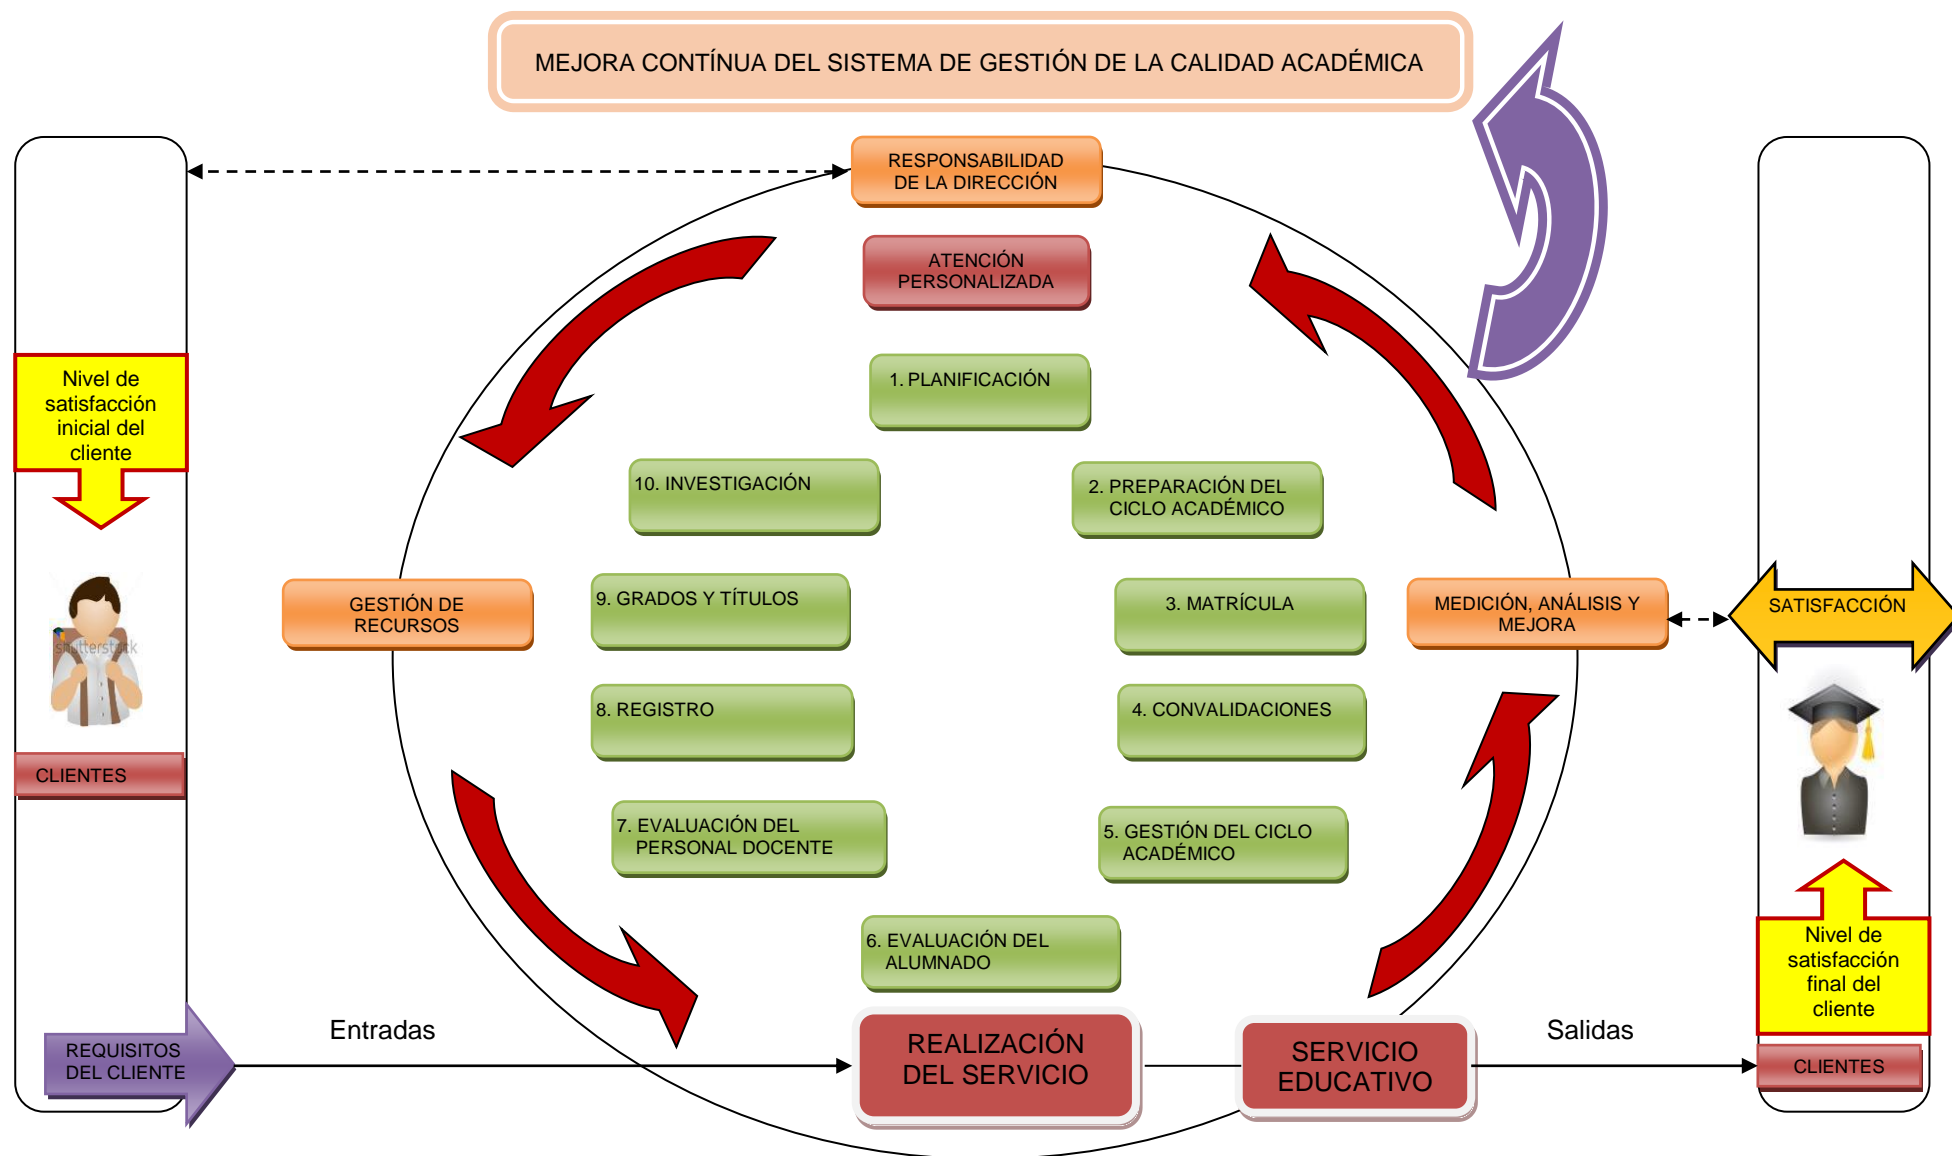 MEJORA CONTÍNUA DEL SISTEMA DE GESTIÓN DE LA CALIDAD ACADÉMICA
RESPONSABILIDAD
DE LA DIRECCIÓN
ATENCIÓN
PERSONALIZADA
1. PLANIFICACIÓN
Nivel de
satisfacción
inicial del
cliente
10. INVESTIGACIÓN
2. PREPARACIÓN DEL
CICLO ACADÉMICO
GESTIÓN DE
RECURSOS
9. GRADOS Y TÍTULOS
3. MATRÍCULA
MEDICIÓN, ANÁLISIS Y
MEJORA
SATISFACCIÓN
shutterstock
8. REGISTRO
4. CONVALIDACIONES
CLIENTES
7. EVALUACIÓN DEL
PERSONAL DOCENTE
5. GESTIÓN DEL CICLO
ACADÉMICO
6. EVALUACIÓN DEL
ALUMNADO
Nivel de
satisfacción
final del
cliente
REQUISITOS
DEL CLIENTE
Entradas
REALIZACIÓN
DEL SERVICIO
SERVICIO
EDUCATIVO
Salidas
CLIENTES